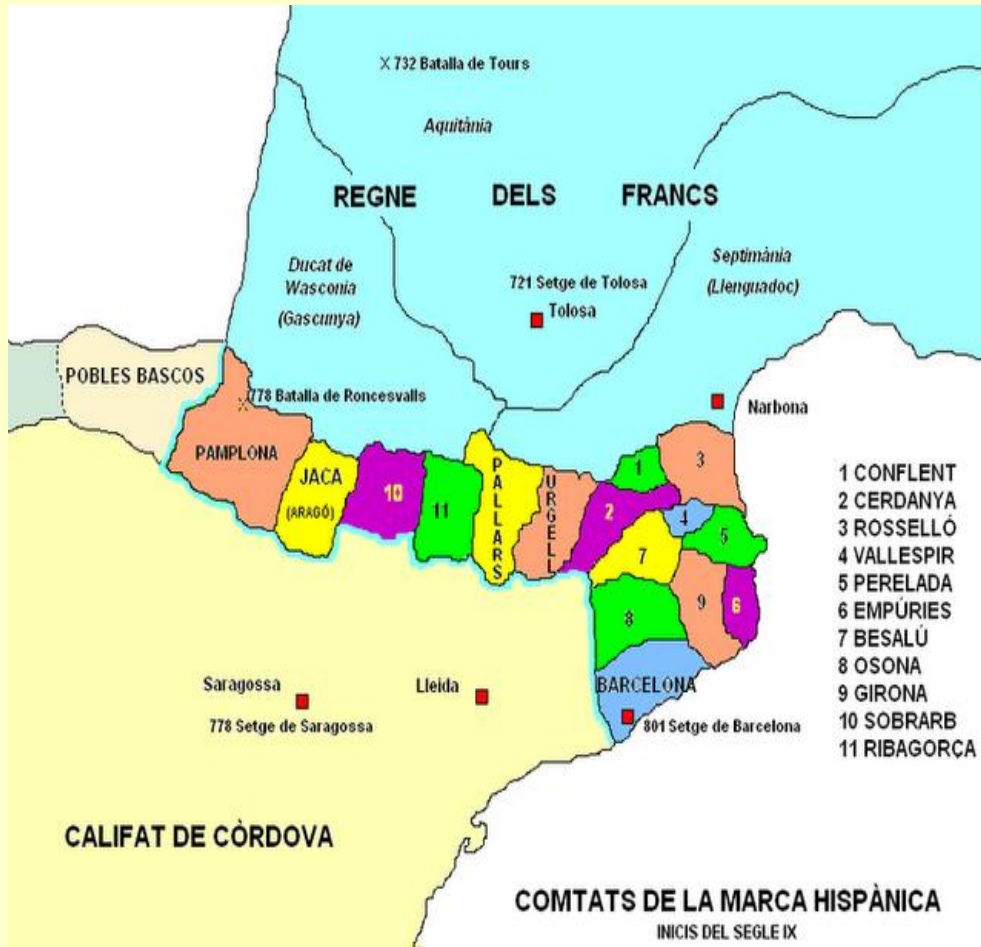 X 732 Batalla de Tours
Aquitània
REGNE DELS FRANCS
Ducat de
Wasconia
(Gascunya)
Septimània
(Llenguadoc)
721 Setge de Tolosa
Tolosa
POBLES BASCOS
778 Batalla de Roncesvalls
Narbona
PAMPLONA
JACA
(ARAGÓ)
10
11
PALLARS
URGELL
1
2
3
4
5
6
7
8
9
BARCELONA
801 Setge de Barcelona
Saragossa
778 Setge de Saragossa
Lleida
1 CONFLENT
2 CERDANYA
3 ROSSELLÓ
4 VALLESPIR
5 PERELADA
6 EMPÚRIES
7 BESALÚ
8 OSONA
9 GIRONA
10 SOBRARB
11 RIBAGORÇA
CALIFAT DE CÒRDOVA
COMTATS DE LA MARCA HISPÀNICA
INICIS DEL SEGLE IX